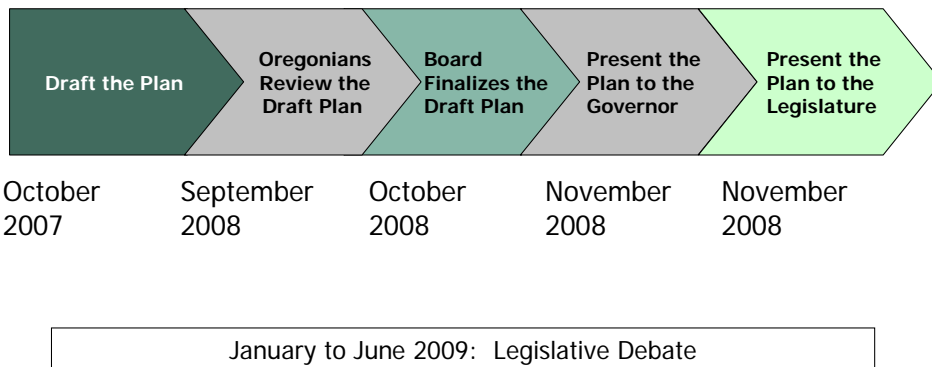 Draft the Plan
Oregonians
Review the
Draft Plan
Board
Finalizes the
Draft Plan
Present the
Plan to the
Governor
Present the
Plan to the
Legislature
October
2007
September
2008
October
2008
November
2008
November
2008
January to June 2009: Legislative Debate